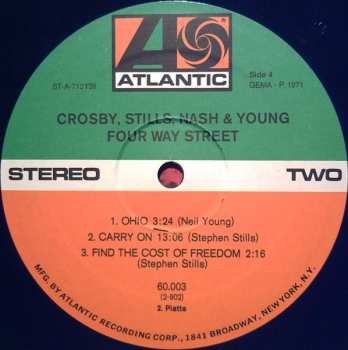 ATLANTIC
ST-A-712139
Side 4
GEMA - P 1971
CROSBY, STILLS, NASH & YOUNG
FOUR WAY STREET
STEREO
TWO
1. OHIO 3:24 (Neil Young)
2. CARRY ON 13:06 (Stephen Stills)
3. FIND THE COST OF FREEDOM 2:16
(Stephen Stills)
60.003
(2-902)
2. Platte
MFG. BY ATLANTIC RECORDING CORP., 1841 BROADWAY, NEW YORK, N.Y.